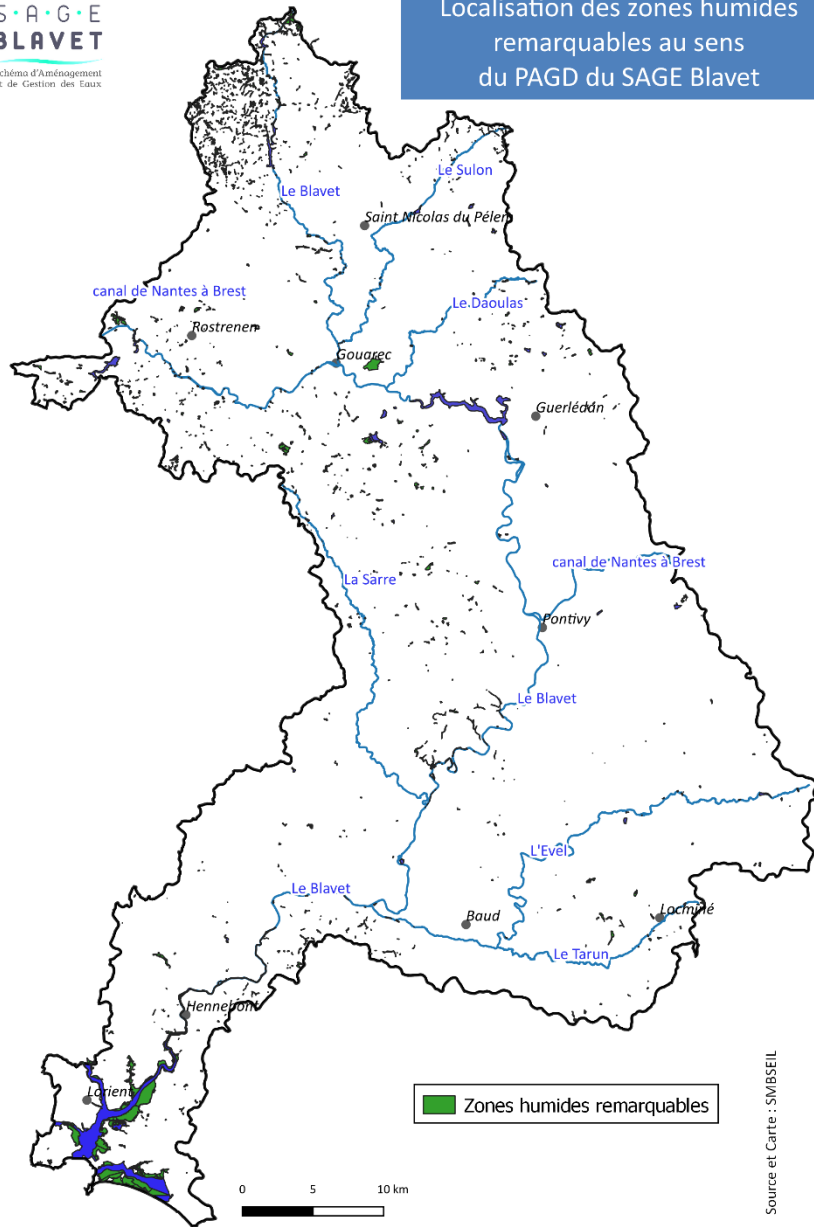 S·A·G·E
BLAVET
chéma d'Aménagement
t de Gestion des Eaux
Localisation des zones humides
remarquables au sens
du PAGD du SAGE Blavet
Le Sulon
Le Blavet
Saint Nicolas du Pélem
canal de Nantes à Brest
Le Daoulas
Rostrenen
Gouarec
Guerlédan
canal de Nantes à Brest
La Sarre
Pontivy
Le Blavet
L'Evel
Le Blavet
Baud
Locminé
Le Tarun
Hennebont
Lorient
Zones humides remarquables
0 5 10 km
Source et Carte : SMBSEIL